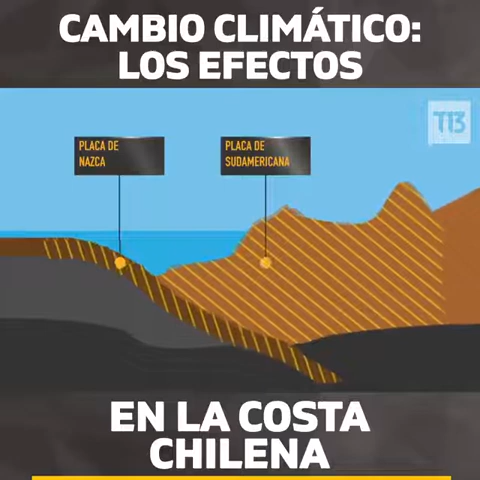 CAMBIO CLIMÁTICO:
LOS EFECTOS
T13
PLACA DE
NAZCA
PLACA DE
SUDAMERICANA
EN LA COSTA
CHILENA